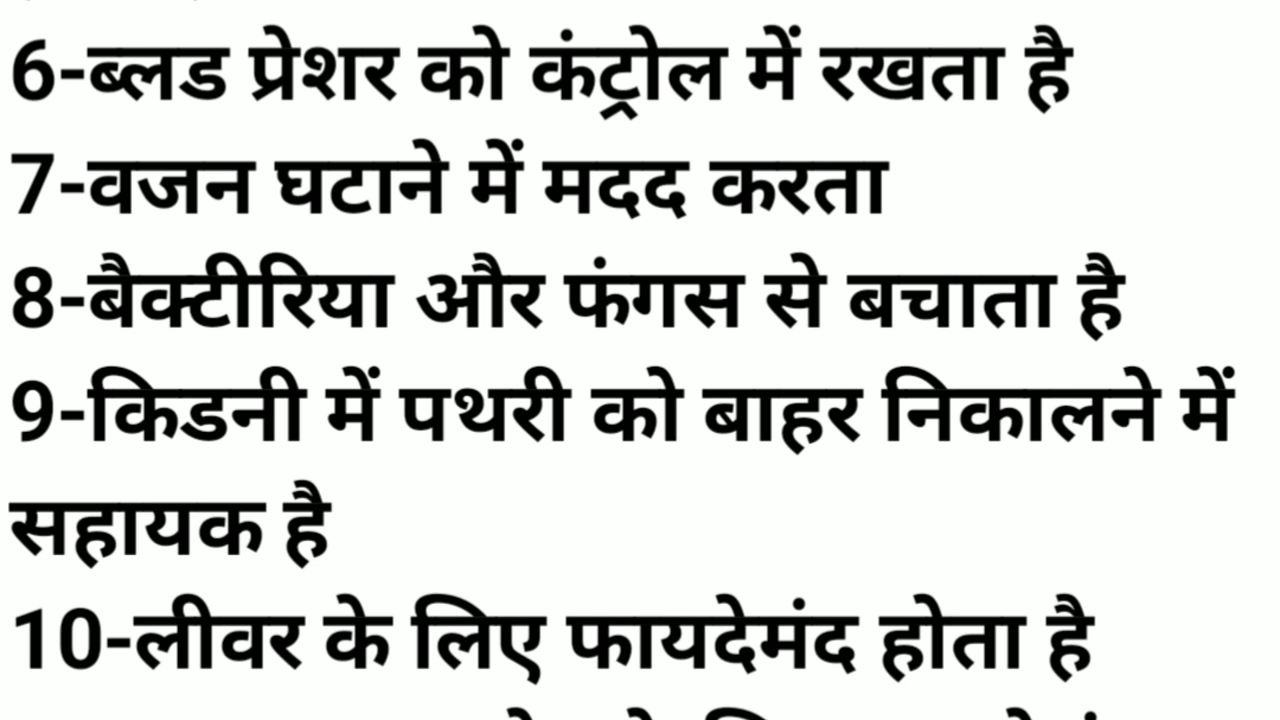 6-ब्लड प्रेशर को कंट्रोल में रखता है
7-वजन घटाने में मदद करता
8-बैक्टीरिया और फंगस से बचाता है
9-किडनी में पथरी को बाहर निकालने में
सहायक है
10-लीवर के लिए फायदेमंद होता है